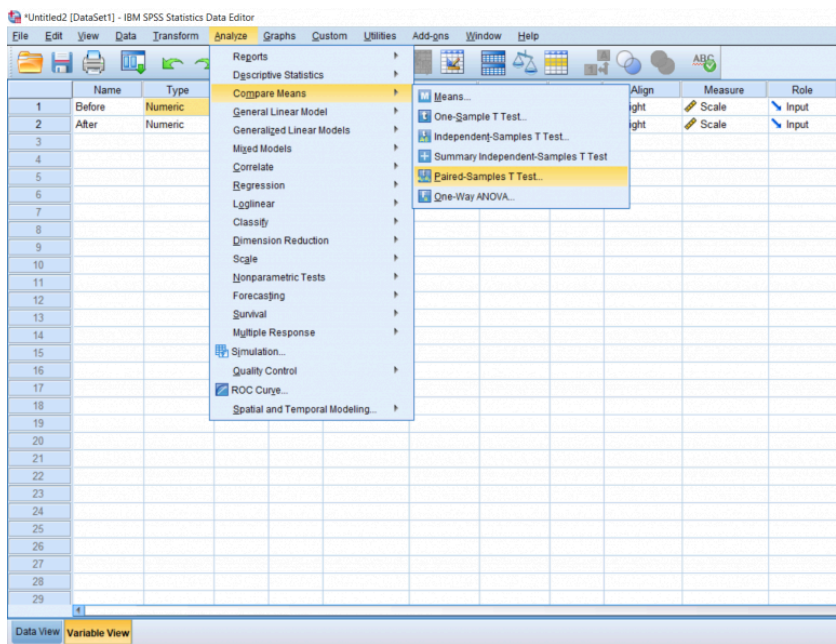 *Untitled2 [DataSet1] - IBM SPSS Statistics Data Editor
File Edit View Data Transform Analyze Graphs Custom Utilities Add-ons Window Help
Name Type Align Measure Role
1 Before Numeric ight Scale Input
2 After Numeric ight Scale Input
3
4
5
6
7
8
9
10
11
12
13
14
15
16
17
18
19
20
21
22
23
24
25
26
27
28
29
Reports
Descriptive Statistics
Compare Means
General Linear Model
Generalized Linear Models
Mixed Models
Correlate
Regression
Loglinear
Classify
Dimension Reduction
Scale
Nonparametric Tests
Forecasting
Survival
Multiple Response
Simulation...
Quality Control
ROC Curve...
Spatial and Temporal Modeling...
M Means...
One-Sample T Test...
Independent-Samples T Test...
Summary Independent-Samples T Test
Paired-Samples T Test...
One-Way ANOVA...
ABC
Data View Variable View